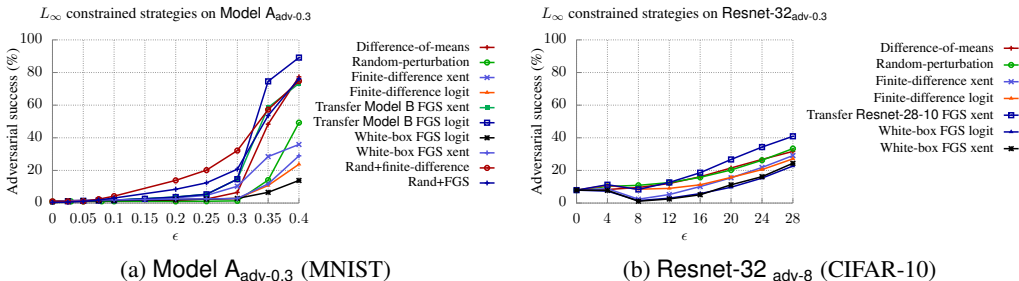 L∞ constrained strategies on Model A_adv-0.3
Adversarial success (%)
100
80
60
40
20
0
0 0.05 0.1 0.15 0.2 0.25 0.3 0.35 0.4
ϵ
Difference-of-means
Random-perturbation
Finite-difference xent
Finite-difference logit
Transfer Model B FGS xent
Transfer Model B FGS logit
White-box FGS logit
White-box FGS xent
Rand+finite-difference
Rand+FGS
(a) Model A_adv-0.3 (MNIST)
L∞ constrained strategies on Resnet-32_adv-8
Adversarial success (%)
100
80
60
40
20
0
0 4 8 12 16 20 24 28
ϵ
Difference-of-means
Random-perturbation
Finite-difference xent
Finite-difference logit
Transfer Resnet-28-10 FGS xent
White-box FGS logit
White-box FGS xent
(b) Resnet-32 adv-8 (CIFAR-10)